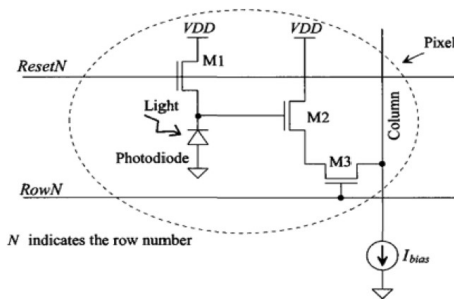 VDD
VDD
Pixel
M1
ResetN
Light
M2
Column
Photodiode
M3
RowN
N indicates the row number
Ibias